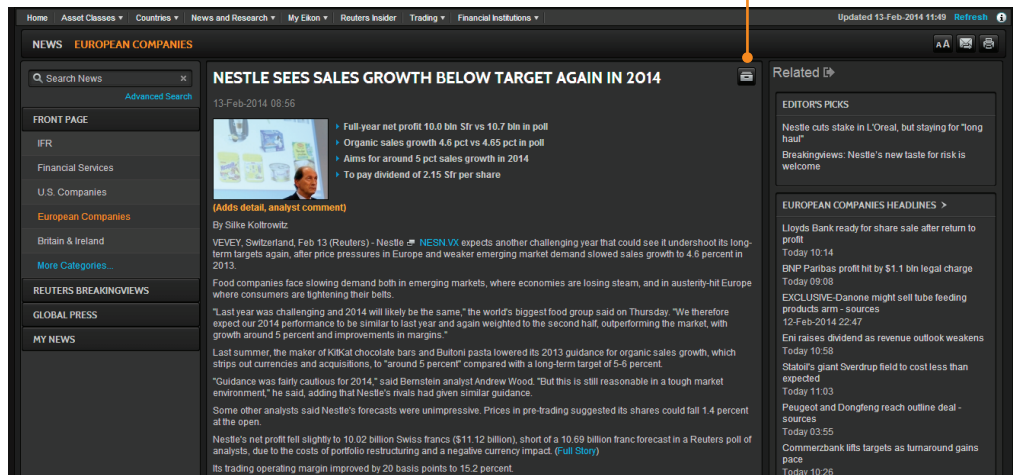 Home Asset Classes ▾ Countries ▾ News and Research ▾ My Eikon ▾ Reuters Insider Trading ▾ Financial Institutions ▾ Updated 13-Feb-2014 11:49 Refresh
NEWS EUROPEAN COMPANIES
AA
Search News ×
Advanced Search
FRONT PAGE
IFR
Financial Services
U.S. Companies
European Companies
Britain & Ireland
More Categories...
REUTERS BREAKINGVIEWS
GLOBAL PRESS
MY NEWS
NESTLE SEES SALES GROWTH BELOW TARGET AGAIN IN 2014
13-Feb-2014 08:56
Full-year net profit 10.0 bln Sfr vs 10.7 bln in poll
Organic sales growth 4.6 pct vs 4.65 pct in poll
Aims for around 5 pct sales growth in 2014
To pay dividend of 2.15 Sfr per share
(Adds detail, analyst comment)
By Silke Koltrowitz
VEVEY, Switzerland, Feb 13 (Reuters) - Nestle NESN.VX expects another challenging year that could see it undershoot its long-
term targets again, after price pressures in Europe and weaker emerging market demand slowed sales growth to 4.6 percent in
2013.
Food companies face slowing demand both in emerging markets, where economies are losing steam, and in austerity-hit Europe
where consumers are tightening their belts.
"Last year was challenging and 2014 will likely be the same," the world's biggest food group said on Thursday. "We therefore
expect our 2014 performance to be similar to last year and again weighted to the second half, outperforming the market, with
growth around 5 percent and improvements in margins."
Last summer, the maker of KitKat chocolate bars and Buitoni pasta lowered its 2013 guidance for organic sales growth, which
strips out currencies and acquisitions, to "around 5 percent" compared with a long-term target of 5-6 percent.
"Guidance was fairly cautious for 2014," said Bernstein analyst Andrew Wood. "But this is still reasonable in a tough market
environment," he said, adding that Nestle's rivals had given similar guidance.
Some other analysts said Nestle's forecasts were unimpressive. Prices in pre-trading suggested its shares could fall 1.4 percent
at the open.
Nestle's net profit fell slightly to 10.02 billion Swiss francs ($11.12 billion), short of a 10.69 billion franc forecast in a Reuters poll of
analysts, due to the costs of portfolio restructuring and a negative currency impact. (Full Story)
Its trading operating margin improved by 20 basis points to 15.2 percent.
Related
EDITOR'S PICKS
Nestle cuts stake in L'Oreal, but staying for "long
haul"
Breakingviews: Nestle's new taste for risk is
welcome
EUROPEAN COMPANIES HEADLINES >
Lloyds Bank ready for share sale after return to
profit
Today 10:14
BNP Paribas profit hit by $1.1 bln legal charge
Today 09:08
EXCLUSIVE-Danone might sell tube feeding
products arm - sources
12-Feb-2014 22:47
Eni raises dividend as revenue outlook weakens
Today 10:58
Statoil's giant Sverdrup field to cost less than
expected
Today 11:03
Peugeot and Dongfeng reach outline deal -
sources
Today 03:55
Commerzbank lifts targets as turnaround gains
pace
Today 10:26